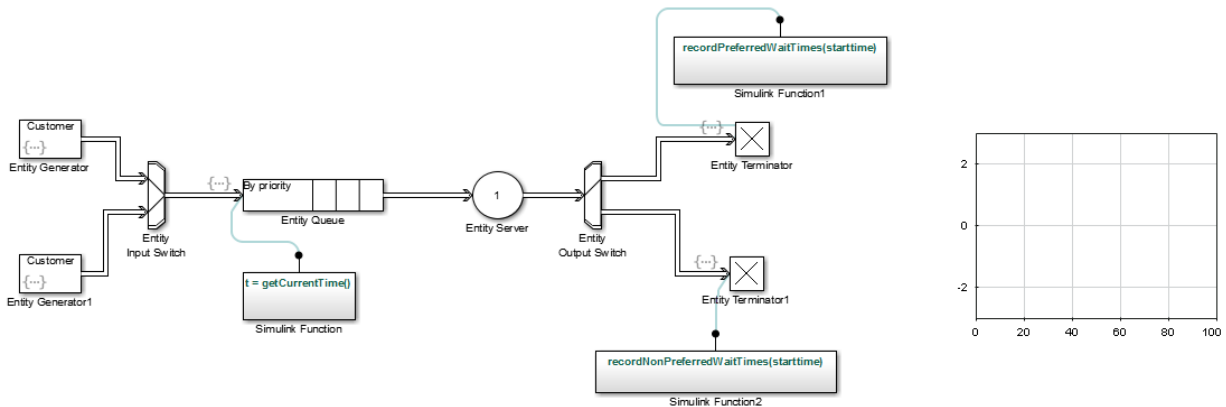 recordPreferredWaitTimes(starttime)
Simulink Function1
Customer
{...}
Entity Generator
Entity
Input Switch
{...}
By priority
Entity Queue
1
Entity Server
Entity
Output Switch
{...}
Entity Terminator
Customer
{...}
Entity Generator1
t = getCurrentTime()
Simulink Function
{...}
Entity Terminator1
recordNonPreferredWaitTimes(starttime)
Simulink Function2
2
0
-2
0 20 40 60 80 100